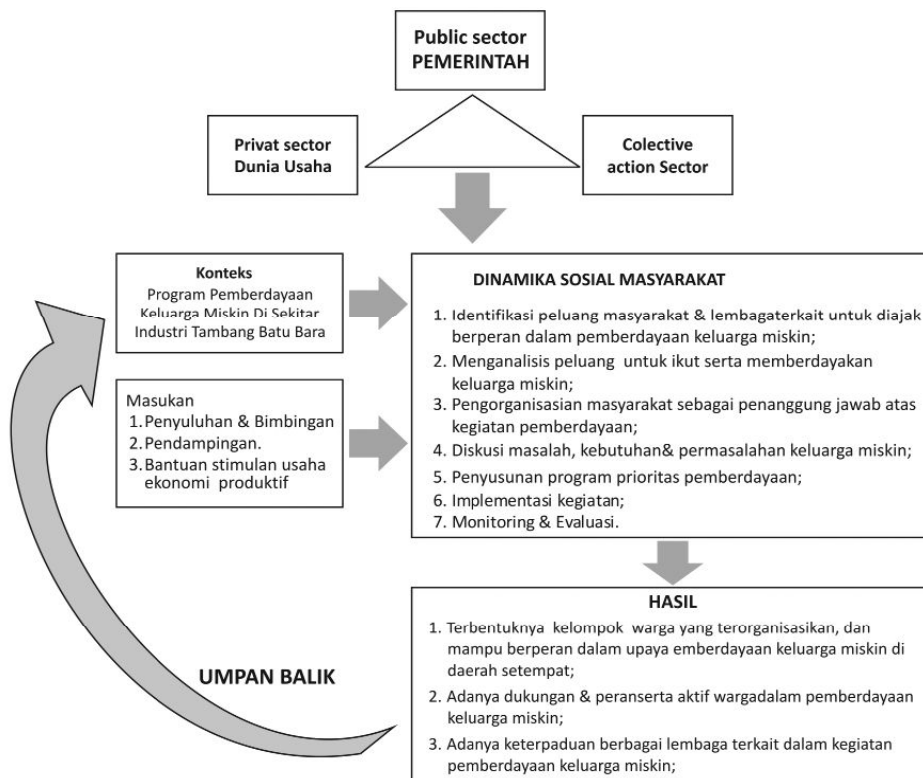 Public sector
PEMERINTAH
Privat sector
Dunia Usaha
Colective
action Sector
Konteks
Program Pemberdayaan
Keluarga Miskin Di Sekitar
Industri Tambang Batu Bara
Masukan
1. Penyuluhan & Bimbingan
2. Pendampingan.
3. Bantuan stimulan usaha
ekonomi produktif
DINAMIKA SOSIAL MASYARAKAT
1. Identifikasi peluang masyarakat & lembagaterkait untuk diajak
berperan dalam pemberdayaan keluarga miskin;
2. Menganalisis peluang untuk ikut serta memberdayakan
keluarga miskin;
3. Pengorganisasian masyarakat sebagai penanggung jawab atas
kegiatan pemberdayaan;
4. Diskusi masalah, kebutuhan& permasalahan keluarga miskin;
5. Penyusunan program prioritas pemberdayaan;
6. Implementasi kegiatan;
7. Monitoring & Evaluasi.
HASIL
1. Terbentuknya kelompok warga yang terorganisasikan, dan
mampu berperan dalam upaya emberdayaan keluarga miskin di
daerah setempat;
2. Adanya dukungan & peranserta aktif wargadalam pemberdayaan
keluarga miskin;
3. Adanya keterpaduan berbagai lembaga terkait dalam kegiatan
pemberdayaan keluarga miskin;
UMPAN BALIK